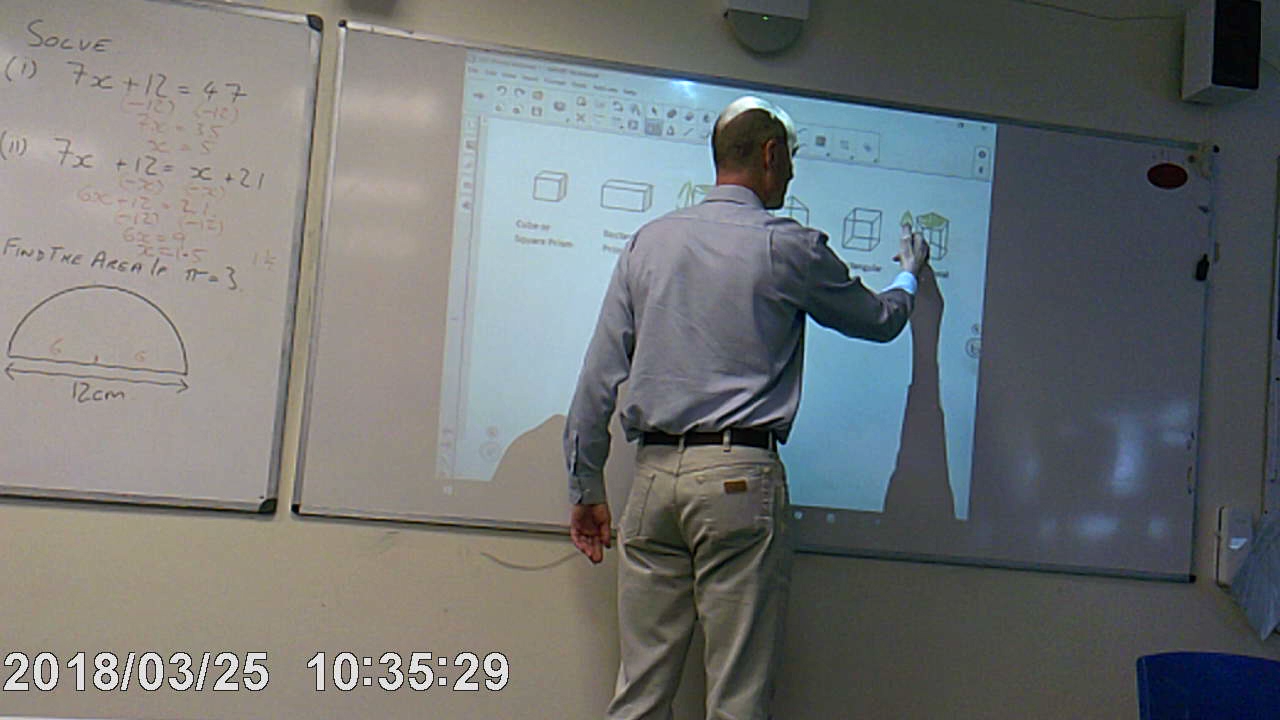 SOLVE
(i) 7x + 12 = 47
(-12) (-12)
7x = 35
x = 5
(ii) 7x + 12 = x + 21
(-x) (-x)
6x + 12 = 21
(-12) (-12)
6x = 9
x = 1.5 1½
FIND THE AREA IF π = 3
6 6
12cm
Cube or
Square Prism
2018/03/25 10:35:29